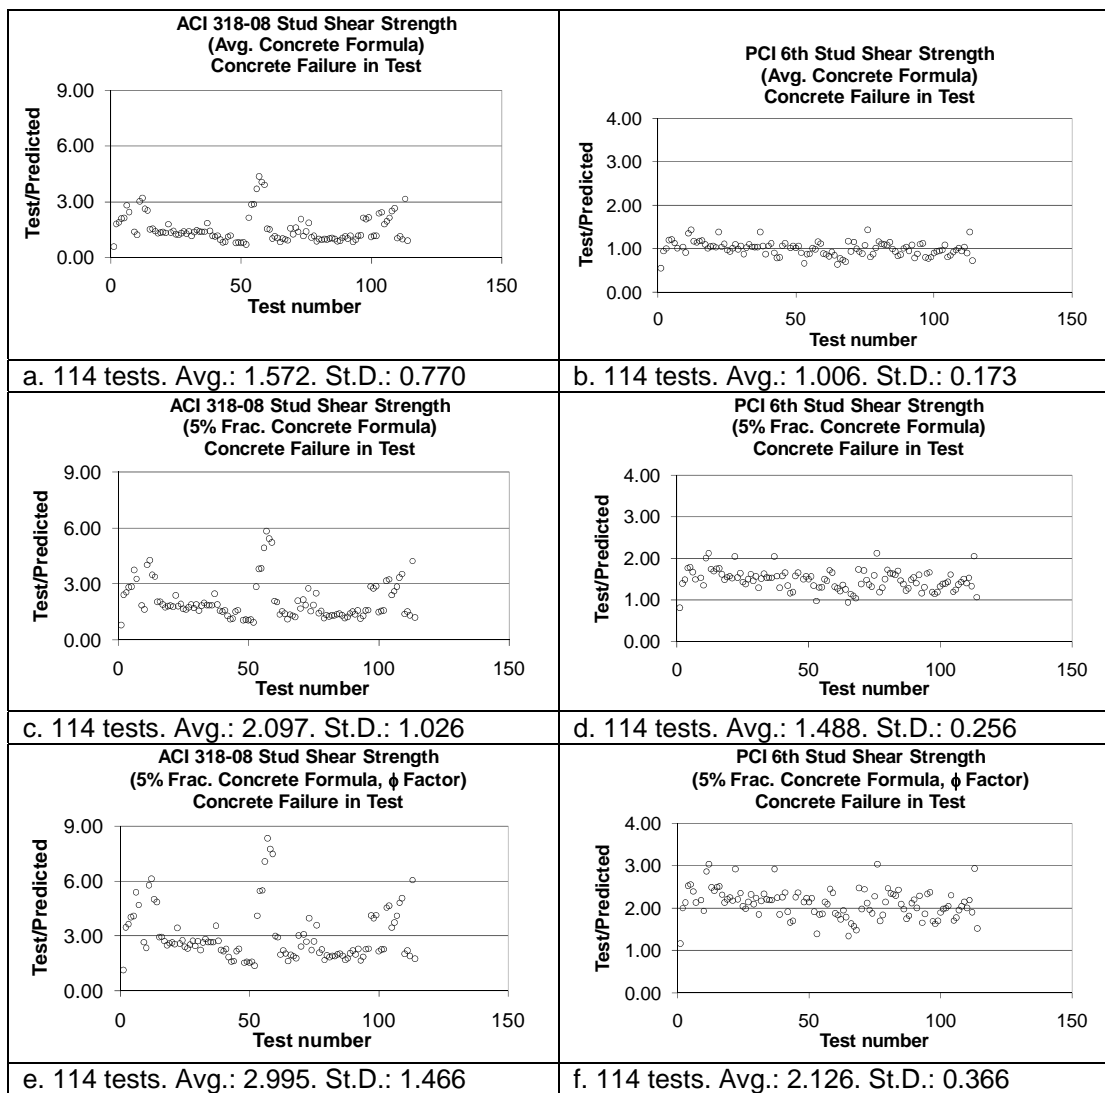 ACI 318-08 Stud Shear Strength
(Avg. Concrete Formula)
Concrete Failure in Test
9.00
6.00
3.00
0.00
Test/Predicted
0 50 100 150
Test number
a. 114 tests. Avg.: 1.572. St.D.: 0.770
PCI 6th Stud Shear Strength
(Avg. Concrete Formula)
Concrete Failure in Test
4.00
3.00
2.00
1.00
0.00
Test/Predicted
0 50 100 150
Test number
b. 114 tests. Avg.: 1.006. St.D.: 0.173
ACI 318-08 Stud Shear Strength
(5% Frac. Concrete Formula)
Concrete Failure in Test
9.00
6.00
3.00
0.00
Test/Predicted
0 50 100 150
Test number
c. 114 tests. Avg.: 2.097. St.D.: 1.026
PCI 6th Stud Shear Strength
(5% Frac. Concrete Formula)
Concrete Failure in Test
4.00
3.00
2.00
1.00
0.00
Test/Predicted
0 50 100 150
Test number
d. 114 tests. Avg.: 1.488. St.D.: 0.256
ACI 318-08 Stud Shear Strength
(5% Frac. Concrete Formula, ϕ Factor)
Concrete Failure in Test
9.00
6.00
3.00
0.00
Test/Predicted
0 50 100 150
Test number
e. 114 tests. Avg.: 2.995. St.D.: 1.466
PCI 6th Stud Shear Strength
(5% Frac. Concrete Formula, ϕ Factor)
Concrete Failure in Test
4.00
3.00
2.00
1.00
0.00
Test/Predicted
0 50 100 150
Test number
f. 114 tests. Avg.: 2.126. St.D.: 0.366